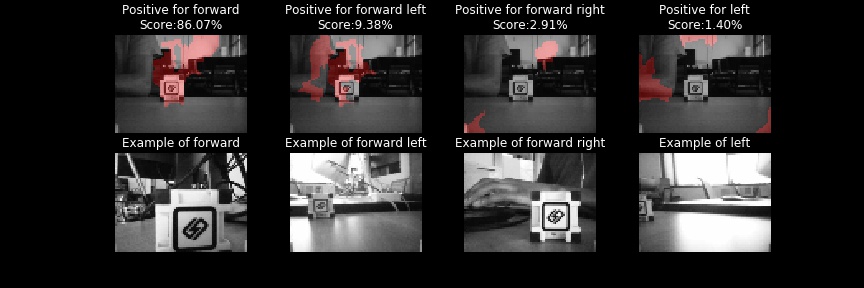 Positive for forward
Score:86.07%
Positive for forward left
Score:9.38%
Positive for forward right
Score:2.91%
Positive for left
Score:1.40%
Example of forward
Example of forward left
Example of forward right
Example of left